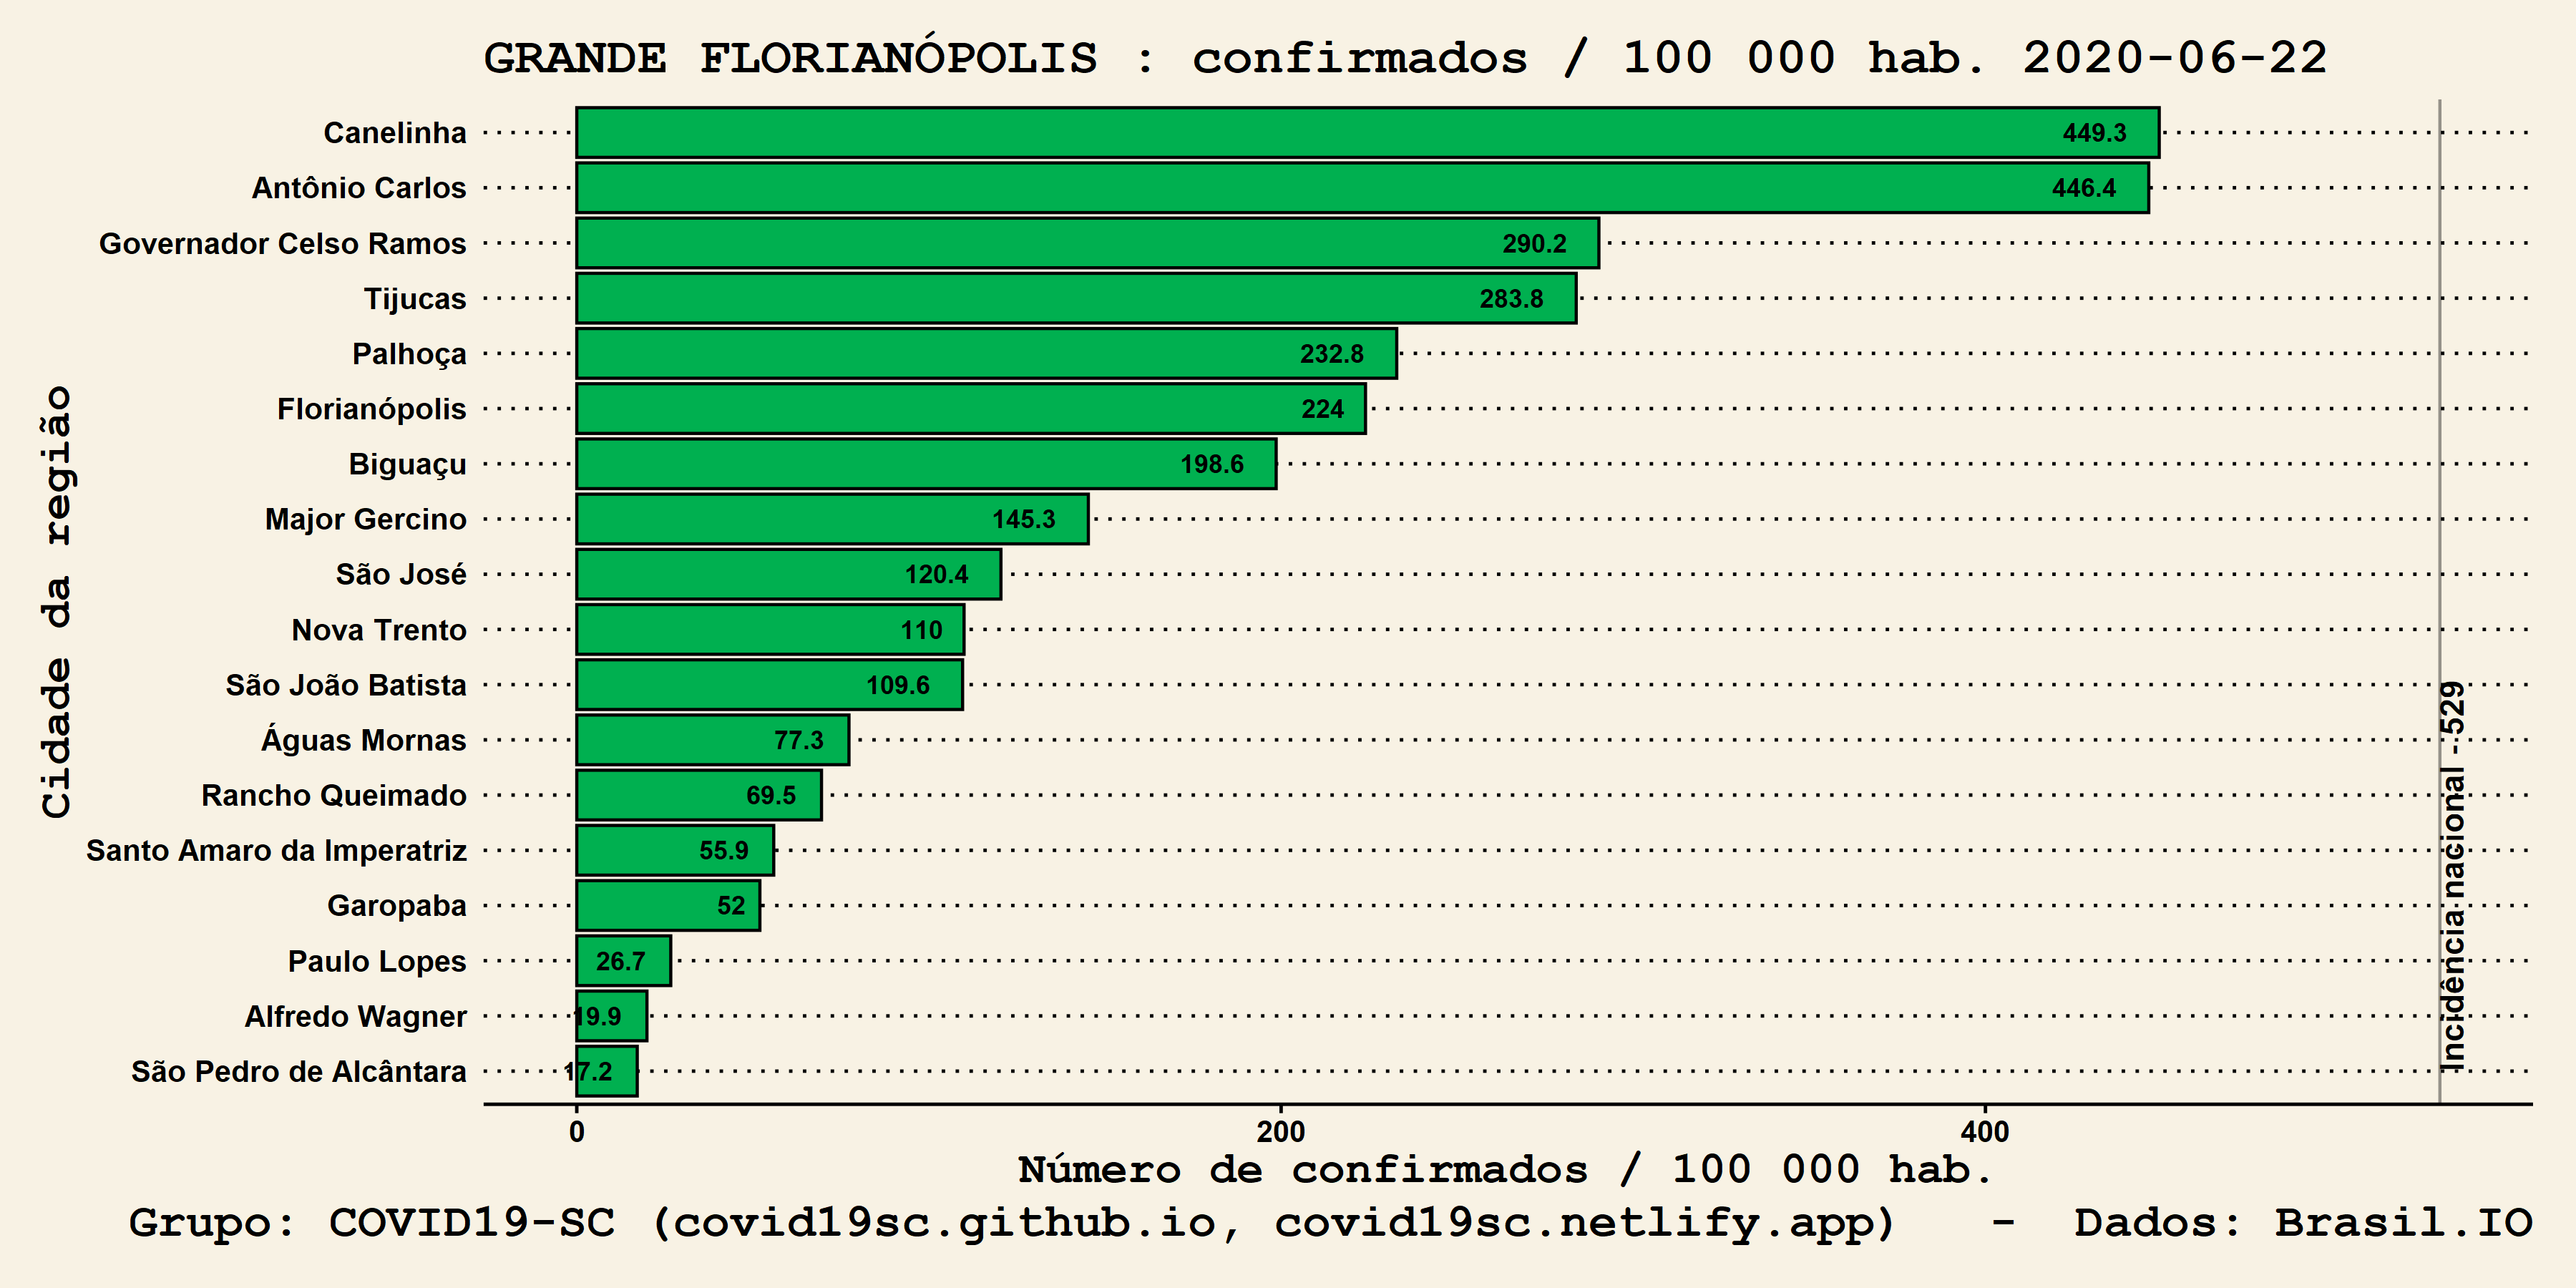 GRANDE FLORIANÓPOLIS : confirmados / 100 000 hab. 2020-06-22
Cidade da região
Canelinha 449.3
Antônio Carlos 446.4
Governador Celso Ramos 290.2
Tijucas 283.8
Palhoça 232.8
Florianópolis 224
Biguaçu 198.6
Major Gercino 145.3
São José 120.4
Nova Trento 110
São João Batista 109.6
Águas Mornas 77.3
Rancho Queimado 69.5
Santo Amaro da Imperatriz 55.9
Garopaba 52
Paulo Lopes 26.7
Alfredo Wagner 19.9
São Pedro de Alcântara 17.2
Incidência nacional - 529
0 200 400
Número de confirmados / 100 000 hab.
Grupo: COVID19-SC (covid19sc.github.io, covid19sc.netlify.app) - Dados: Brasil.IO